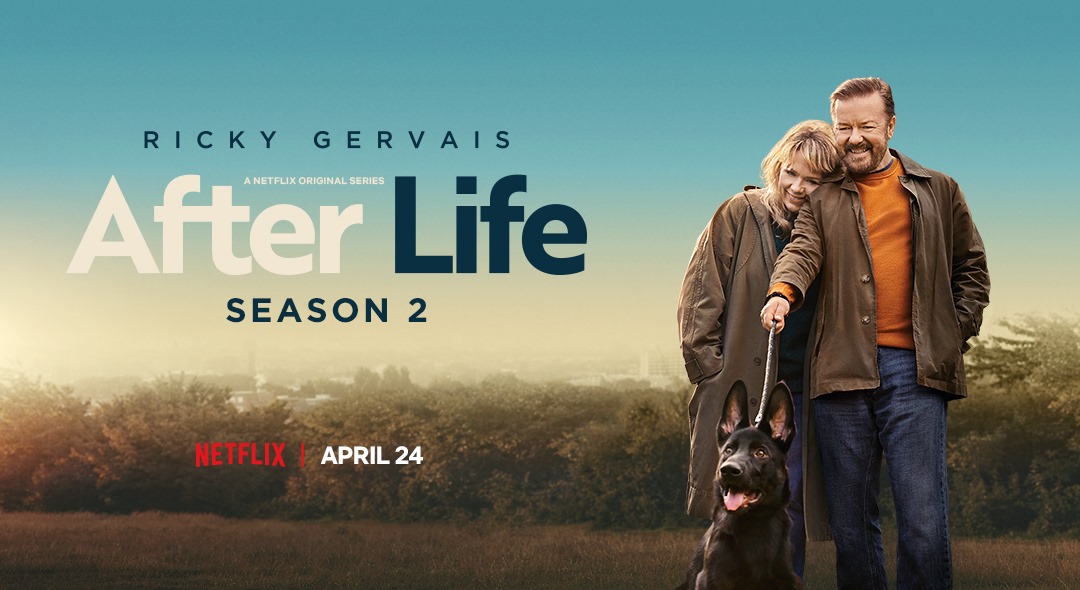 RICKY GERVAIS
A NETFLIX ORIGINAL SERIES
After Life
SEASON 2
NETFLIX | APRIL 24